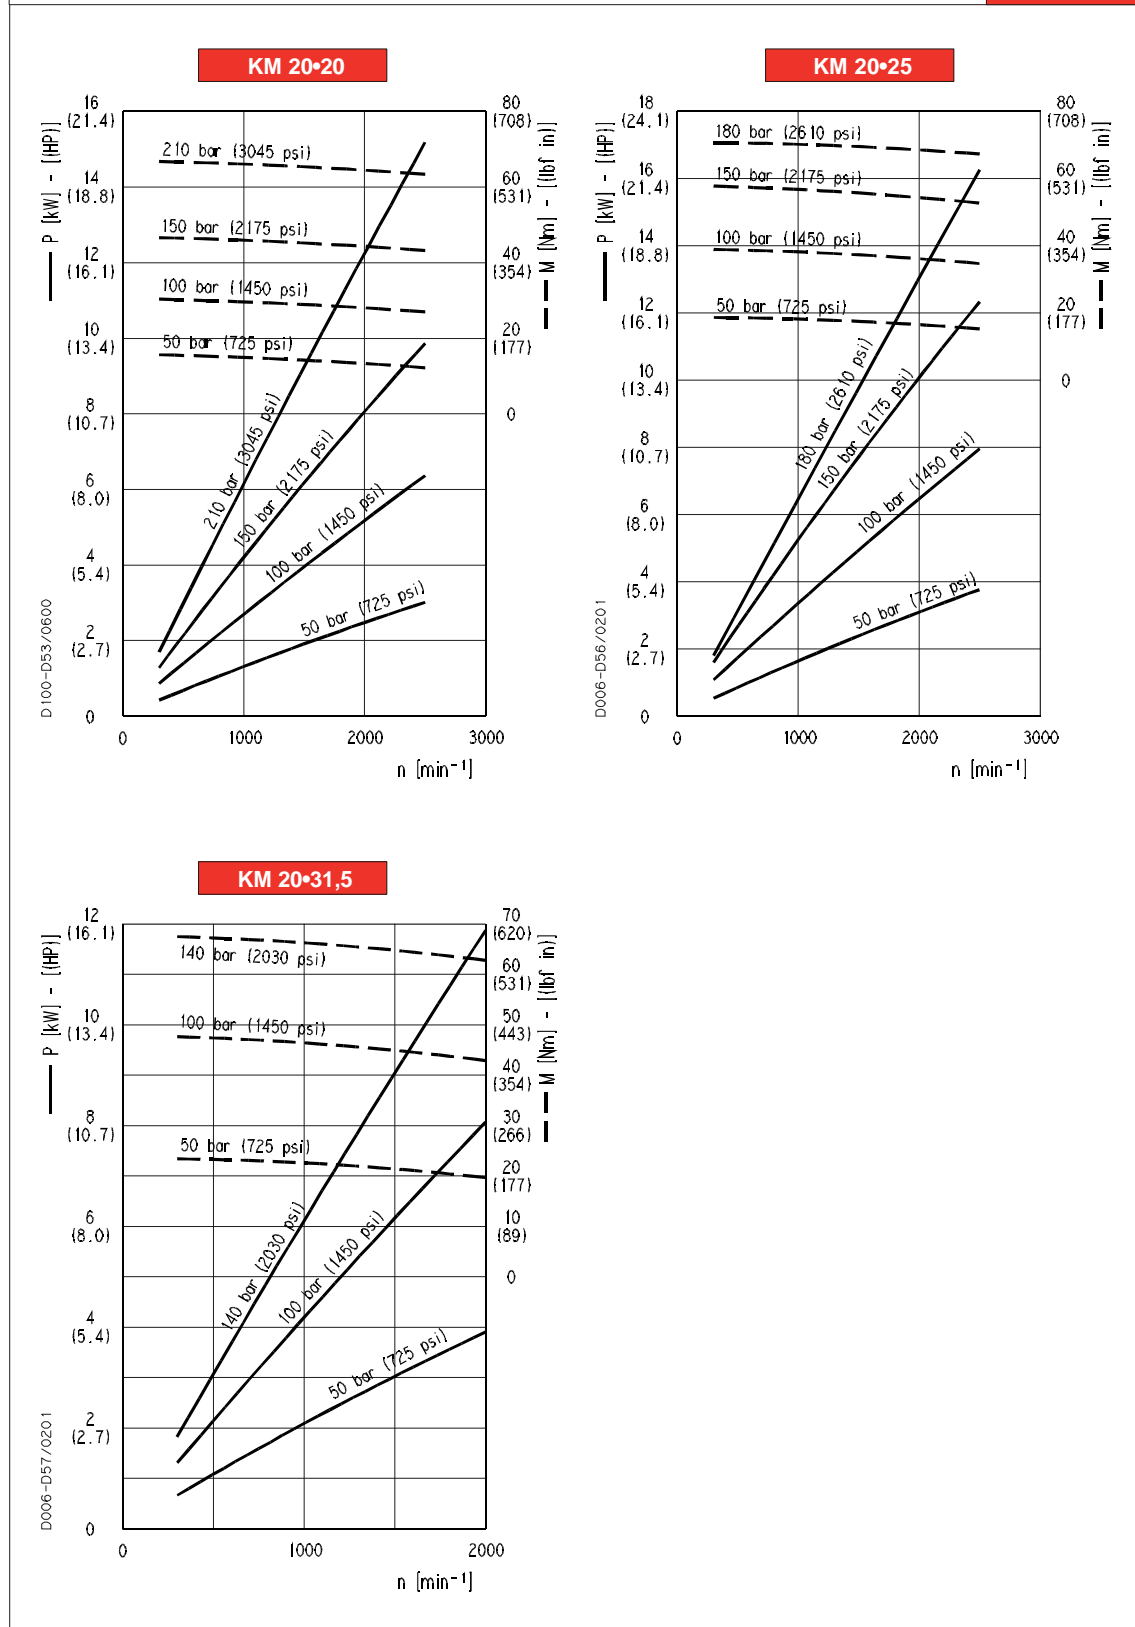 KM 20•20
P [kW] - [(HP)]
16
(21.4)
14
(18.8)
12
(16.1)
10
(13.4)
8
(10.7)
6
(8.0)
4
(5.4)
2
(2.7)
0
80
(708)
60
(531)
40
(354)
20
(177)
0
M [Nm] - [(lbf in)]
210 bar (3045 psi)
150 bar (2175 psi)
100 bar (1450 psi)
50 bar (725 psi)
210 bar (3045 psi)
150 bar (2175 psi)
100 bar (1450 psi)
50 bar (725 psi)
0
1000
2000
3000
n [min⁻¹]
D100-D53/0600
KM 20•25
P [kW] - [(HP)]
18
(24.1)
16
(21.4)
14
(18.8)
12
(16.1)
10
(13.4)
8
(10.7)
6
(8.0)
4
(5.4)
2
(2.7)
0
80
(708)
60
(531)
40
(354)
20
(177)
0
M [Nm] - [(lbf in)]
180 bar (2610 psi)
150 bar (2175 psi)
100 bar (1450 psi)
50 bar (725 psi)
180 bar (2610 psi)
150 bar (2175 psi)
100 bar (1450 psi)
50 bar (725 psi)
0
1000
2000
3000
n [min⁻¹]
D006-D56/0201
KM 20•31,5
P [kW] - [(HP)]
12
(16.1)
10
(13.4)
8
(10.7)
6
(8.0)
4
(5.4)
2
(2.7)
0
70
(620)
60
(531)
50
(443)
40
(354)
30
(266)
20
(177)
10
(89)
0
M [Nm] - [(lbf in)]
140 bar (2030 psi)
100 bar (1450 psi)
50 bar (725 psi)
140 bar (2030 psi)
100 bar (1450 psi)
50 bar (725 psi)
0
1000
2000
n [min⁻¹]
D006-D57/0201